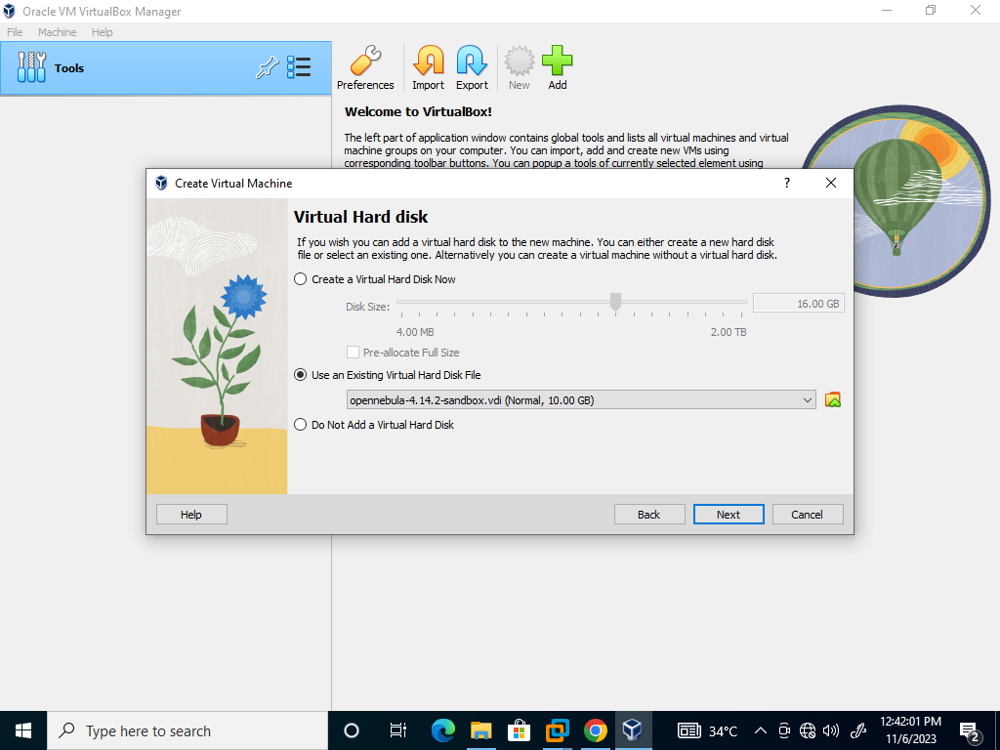 Oracle VM VirtualBox Manager
File Machine Help
Tools
Preferences
Import
Export
New
Add
Welcome to VirtualBox!
The left part of application window contains global tools and lists all virtual machines and virtual
machine groups on your computer. You can import, add and create new VMs using
corresponding toolbar buttons. You can popup a tools of currently selected element using
Create Virtual Machine
?
Virtual Hard disk
If you wish you can add a virtual hard disk to the new machine. You can either create a new hard disk
file or select an existing one. Alternatively you can create a virtual machine without a virtual hard disk.
Create a Virtual Hard Disk Now
Disk Size:
16.00 GB
4.00 MB
2.00 TB
Pre-allocate Full Size
Use an Existing Virtual Hard Disk File
opennebula-4.14.2-sandbox.vdi (Normal, 10.00 GB)
Do Not Add a Virtual Hard Disk
Help
Back
Next
Cancel
Type here to search
34°C
12:42:01 PM
11/6/2023
2